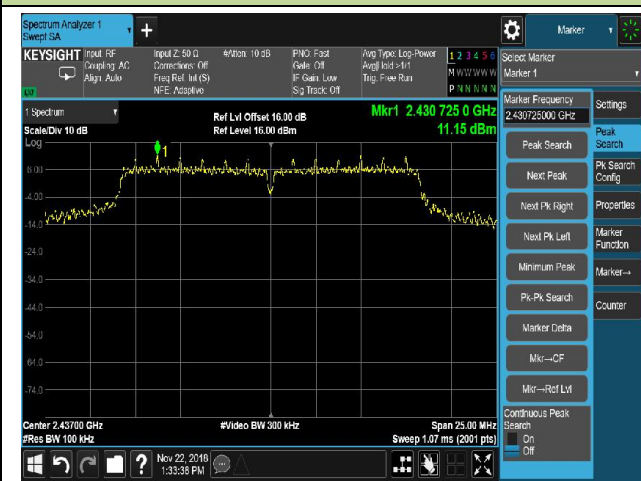 Spectrum Analyzer 1
Swept SA
+
Marker
KEYSIGHT
Input: RF
Coupling: AC
Align: Auto
Input Z: 50 Ω
Corrections: Off
Freq Ref: Int (S)
NFE: Adaptive
#Atten: 10 dB
PNO: Fast
Gate: Off
IF Gain: Low
Sig Track: Off
Avg Type: Log-Power
Avg|Hold >1/1
Trig: Free Run
1 2 3 4 5 6
M W W W W W
P N N N N N
Select Marker
Marker 1
1 Spectrum
Scale/Div 10 dB
Log
Ref Lvl Offset 16.00 dB
Ref Level 16.00 dBm
Mkr1 2.430 725 0 GHz
11.15 dBm
1
6.00
-4.00
-14.0
-24.0
-34.0
-44.0
-54.0
-64.0
-74.0
Center 2.43700 GHz
#Res BW 100 kHz
#Video BW 300 kHz
Span 25.00 MHz
Sweep 1.07 ms (2001 pts)
Marker Frequency
2.430725000 GHz
Peak Search
Next Peak
Next Pk Right
Next Pk Left
Minimum Peak
Pk-Pk Search
Marker Delta
Mkr→CF
Mkr→Ref Lvl
Continuous Peak
Search
On
Off
Settings
Peak
Search
Pk Search
Config
Properties
Marker
Function
Marker→
Counter
?
Nov 22, 2018
1:33:38 PM